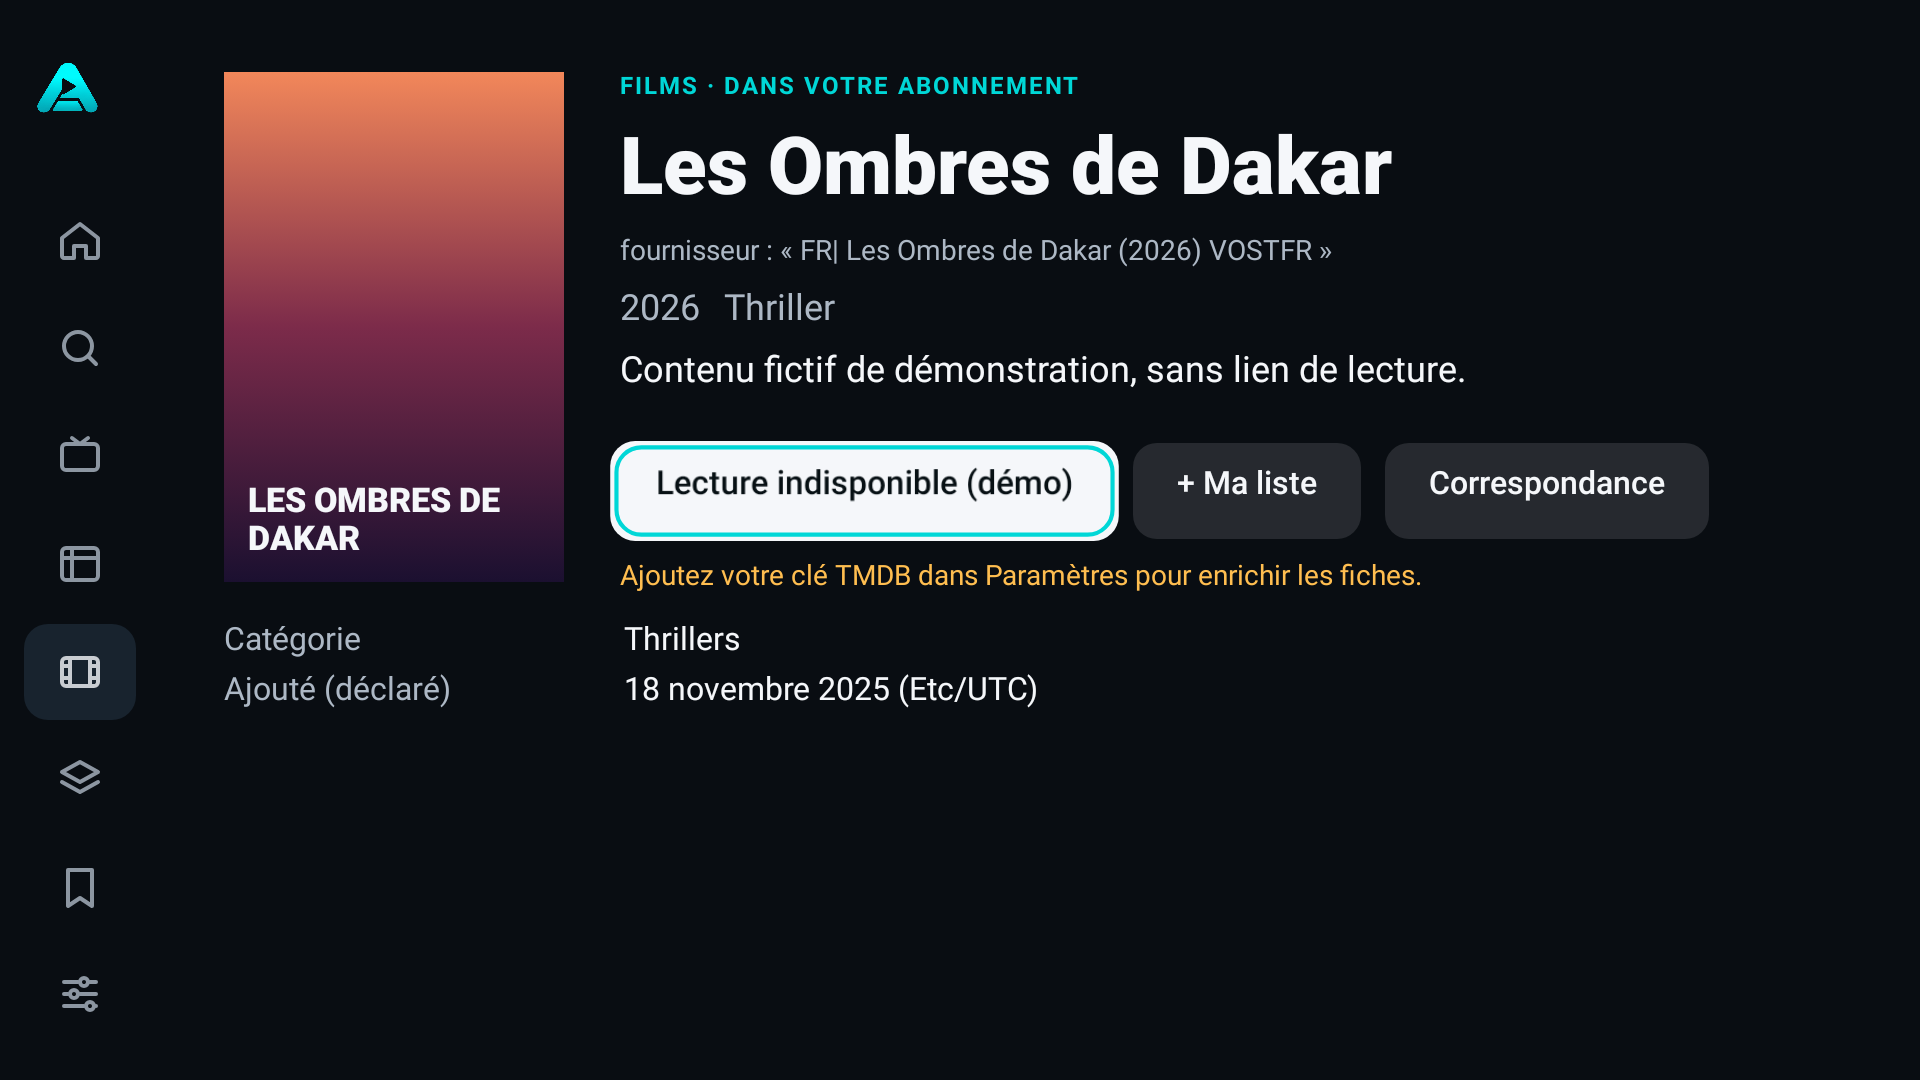 FILMS · DANS VOTRE ABONNEMENT
Les Ombres de Dakar
fournisseur : « FR| Les Ombres de Dakar (2026) VOSTFR »
2026 Thriller
Contenu fictif de démonstration, sans lien de lecture.
LES OMBRES DE
DAKAR
Lecture indisponible (démo) + Ma liste Correspondance
Ajoutez votre clé TMDB dans Paramètres pour enrichir les fiches.
Catégorie Thrillers
Ajouté (déclaré) 18 novembre 2025 (Etc/UTC)